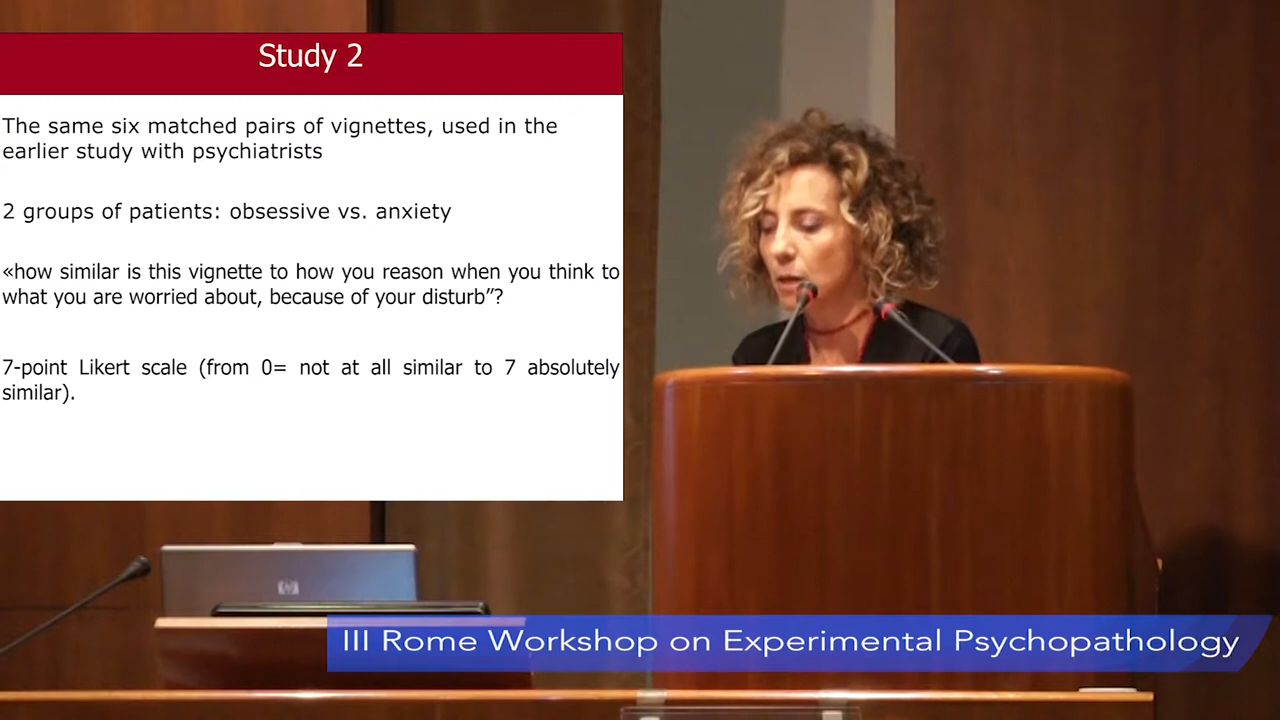 Study 2
The same six matched pairs of vignettes, used in the
earlier study with psychiatrists
2 groups of patients: obsessive vs. anxiety
«how similar is this vignette to how you reason when you think to
what you are worried about, because of your disturb”?
7-point Likert scale (from 0= not at all similar to 7 absolutely
similar).
hp
III Rome Workshop on Experimental Psychopathology